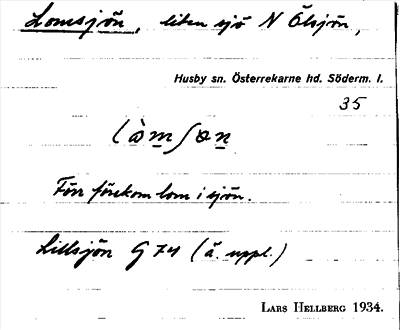 Lomsjön, liten sjö N Ölsjön,
Husby sn. Österrekarne hd. Söderm. l.
35
lòmʃön
Förr förekom lom i sjön.
Lillsjön G 74 (ä. uppl.)
LARS HELLBERG 1934.